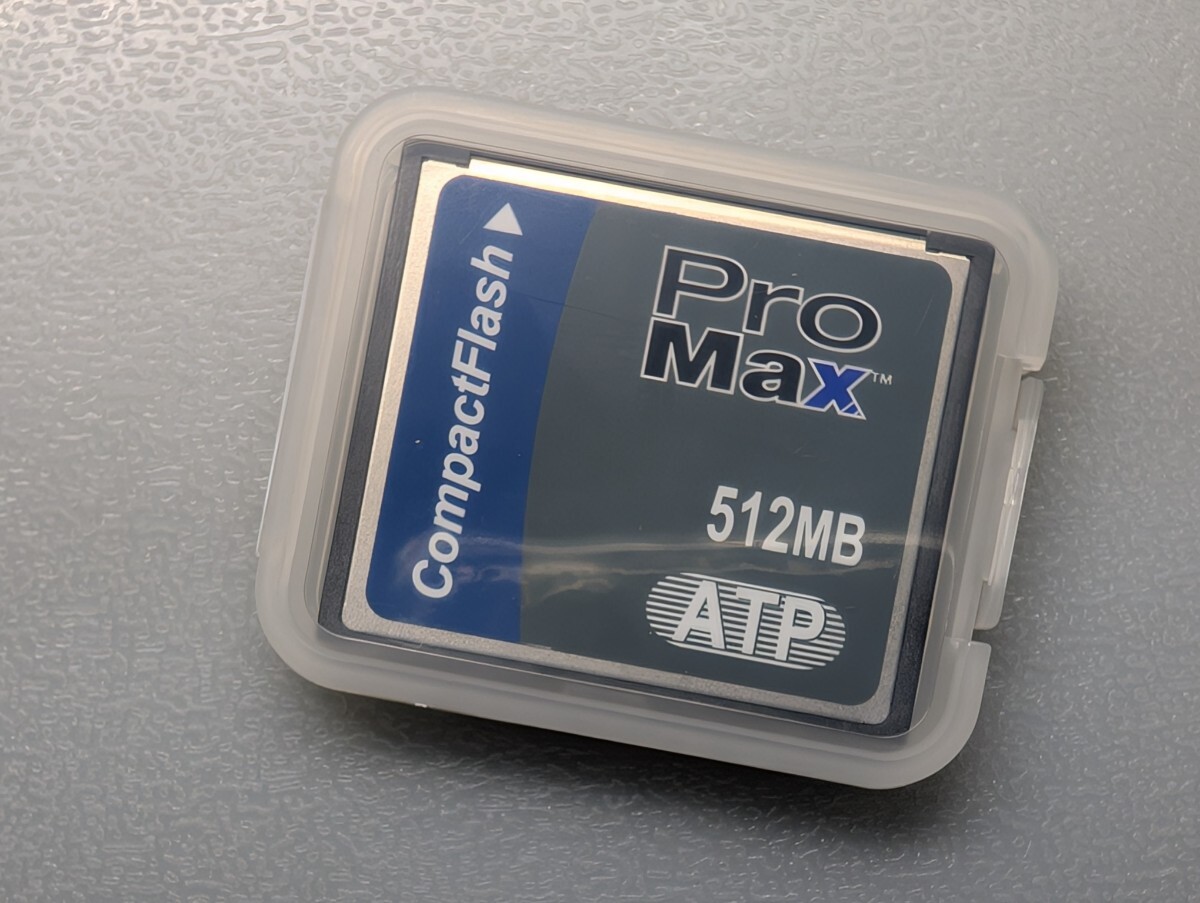 CompactFlash
Pro
Max™
512MB
ATP